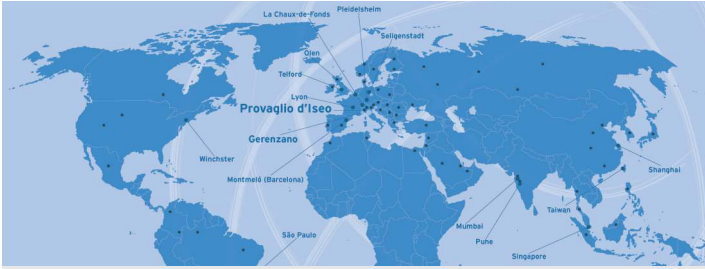 Pleidelsheim
La Chaux-de-Fonds
Seligenstadt
Olen
Telford
Lyon
Provaglio d'Iseo
Gerenzano
Winchster
Montmeló (Barcelona)
Shanghai
Taiwan
Mumbai
São Paulo
Pune
Singapore